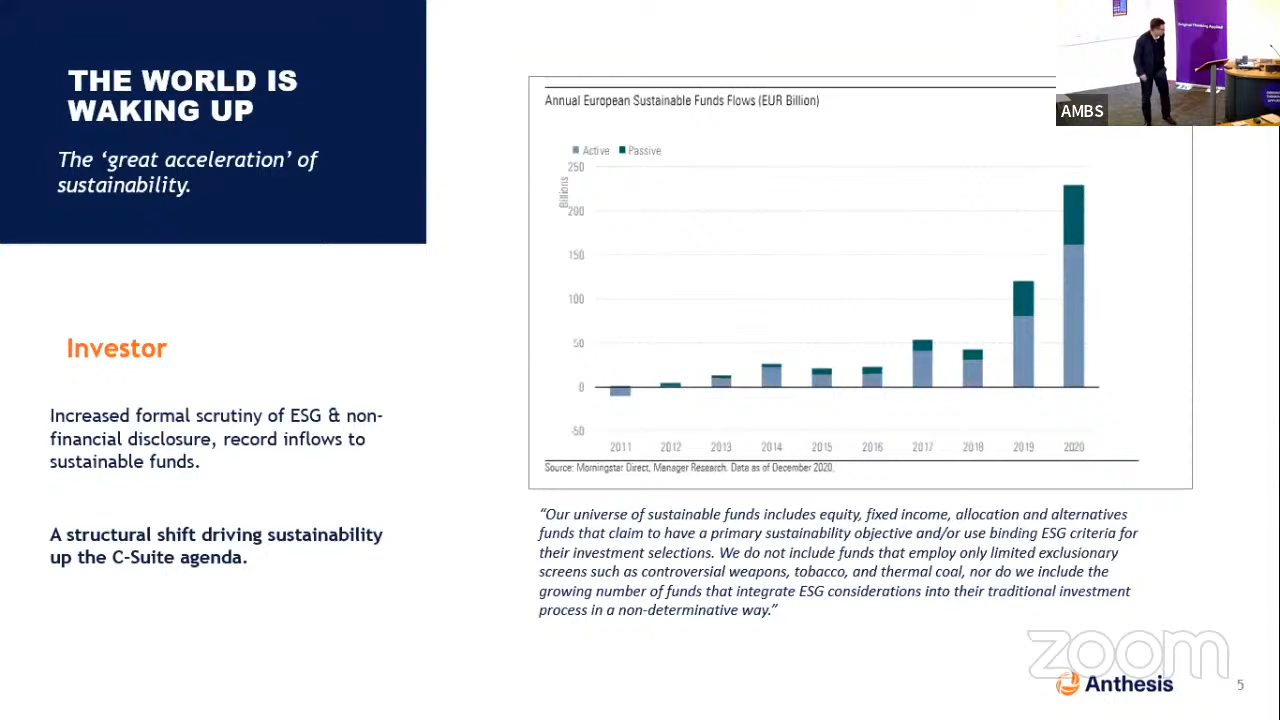 THE WORLD IS
WAKING UP
The ‘great acceleration’ of
sustainability.
Investor
Increased formal scrutiny of ESG & non-
financial disclosure, record inflows to
sustainable funds.
A structural shift driving sustainability
up the C-Suite agenda.
Annual European Sustainable Funds Flows (EUR Billion)
Active Passive
Billions
250
200
150
100
50
0
-50
2011 2012 2013 2014 2015 2016 2017 2018 2019 2020
Source: Morningstar Direct, Manager Research. Data as of December 2020.
“Our universe of sustainable funds includes equity, fixed income, allocation and alternatives
funds that claim to have a primary sustainability objective and/or use binding ESG criteria for
their investment selections. We do not include funds that employ only limited exclusionary
screens such as controversial weapons, tobacco, and thermal coal, nor do we include the
growing number of funds that integrate ESG considerations into their traditional investment
process in a non-determinative way.”
AMBS
Original Thinking Applied
zoom
Anthesis
5